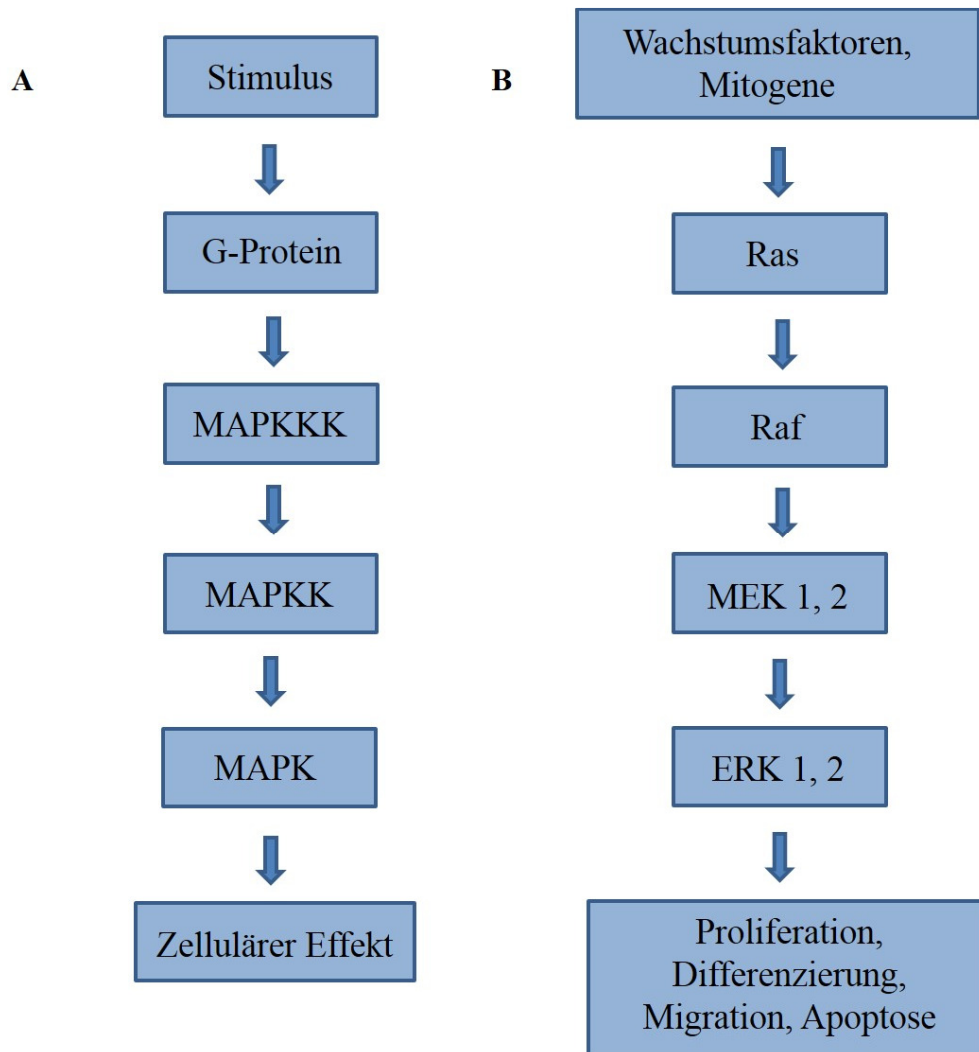 A
Stimulus
G-Protein
MAPKKK
MAPKK
MAPK
Zellulärer Effekt
B
Wachstumsfaktoren,
Mitogene
Ras
Raf
MEK 1, 2
ERK 1, 2
Proliferation,
Differenzierung,
Migration, Apoptose